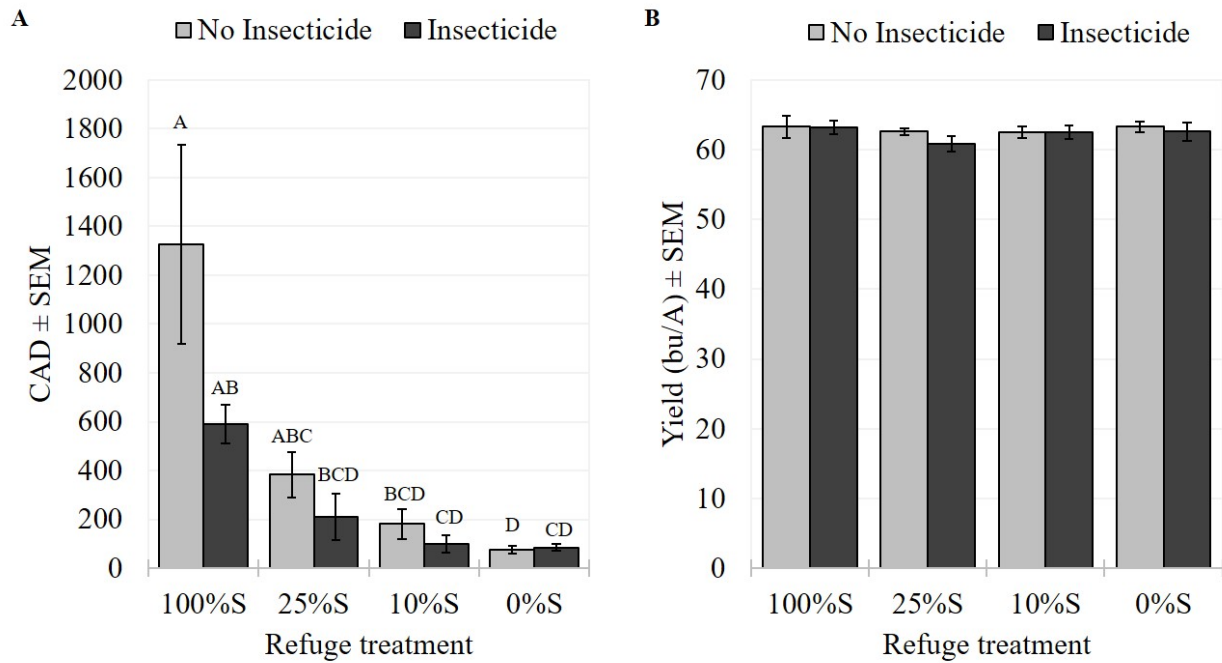 A
No Insecticide Insecticide
2000
1800
1600
1400
1200
1000
800
600
400
200
0
CAD ± SEM
A
AB
ABC
BCD
BCD
CD
D
CD
100%S 25%S 10%S 0%S
Refuge treatment
B
No Insecticide Insecticide
70
60
50
40
30
20
10
0
Yield (bu/A) ± SEM
100%S 25%S 10%S 0%S
Refuge treatment